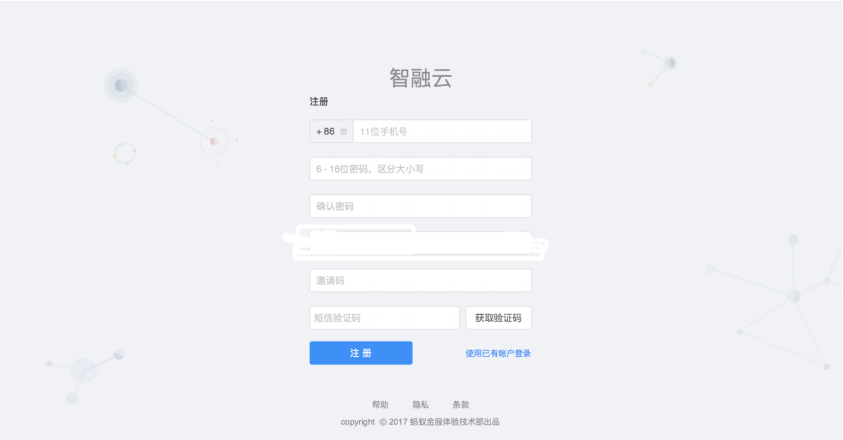 智融云
注册
+86 11位手机号
6 - 16位密码，区分大小写
确认密码
邀请码
短信验证码 获取验证码
注 册 使用已有帐户登录
帮助 隐私 条款
copyright © 2017 蚂蚁金服体验技术部出品